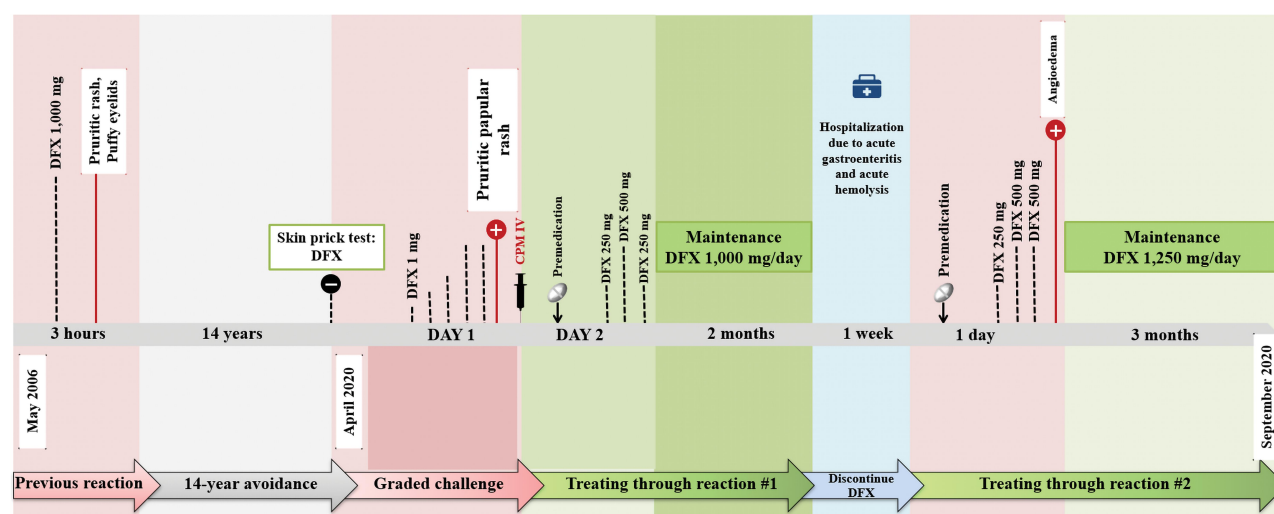 DFX 1,000 mg
Pruritic rash,
Puffy eyelids
Skin prick test:
DFX
DFX 1 mg
Pruritic papular
rash
CPM IV
Premedication
DFX 250 mg
DFX 500 mg
DFX 250 mg
Maintenance
DFX 1,000 mg/day
Hospitalization
due to acute
gastroenteritis
and acute
hemolysis
Premedication
DFX 250 mg
DFX 500 mg
DFX 500 mg
Angioedema
Maintenance
DFX 1,250 mg/day
3 hours
14 years
DAY 1
DAY 2
2 months
1 week
1 day
3 months
May 2006
April 2020
September 2020
Previous reaction
14-year avoidance
Graded challenge
Treating through reaction #1
Discontinue
DFX
Treating through reaction #2